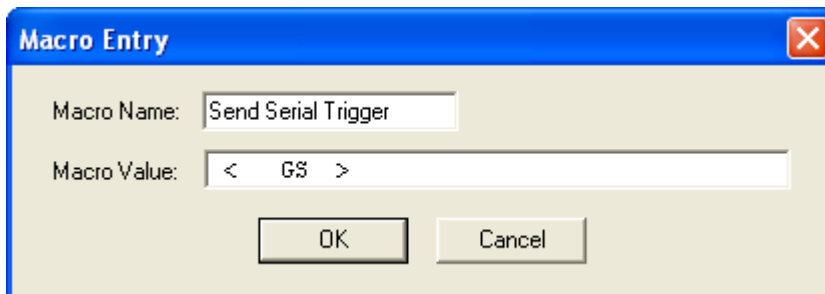 Macro Entry
Macro Name: Send Serial Trigger
Macro Value: < GS >
OK Cancel